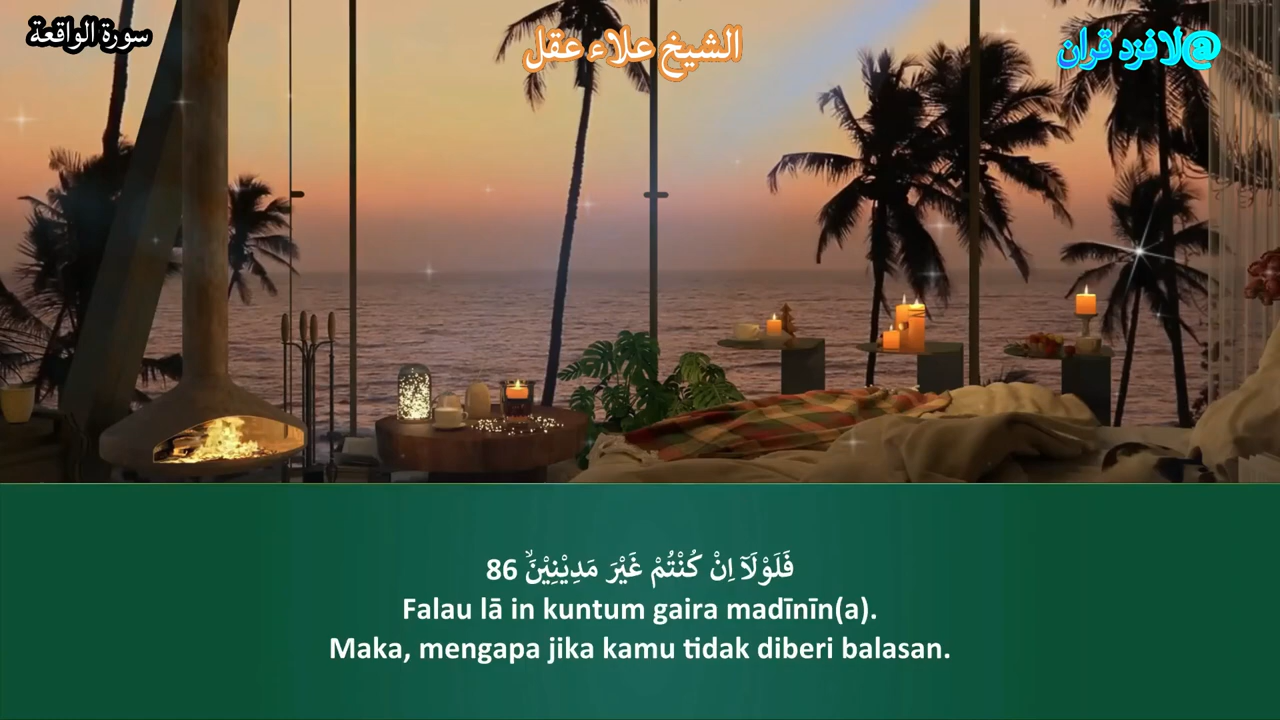 سورة الواقعة
الشيخ علاء عقل
@لافزد قران
فَلَوْلَآ اِنْ كُنْتُمْ غَيْرَ مَدِيْنِيْنَۙ 86
Falau lā in kuntum gaira madīnīn(a).
Maka, mengapa jika kamu tidak diberi balasan.